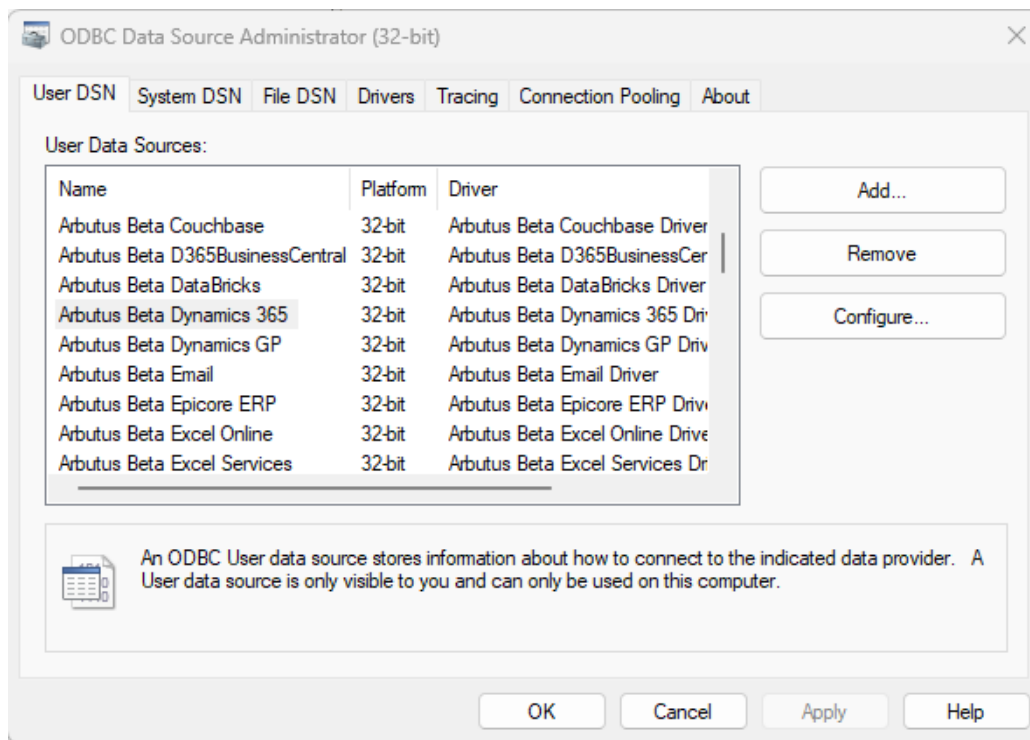 ODBC Data Source Administrator (32-bit)
User DSN System DSN File DSN Drivers Tracing Connection Pooling About
User Data Sources:
Name Platform Driver
Arbutus Beta Couchbase 32-bit Arbutus Beta Couchbase Driver
Arbutus Beta D365BusinessCentral 32-bit Arbutus Beta D365BusinessCer
Arbutus Beta DataBricks 32-bit Arbutus Beta DataBricks Driver
Arbutus Beta Dynamics 365 32-bit Arbutus Beta Dynamics 365 Dri
Arbutus Beta Dynamics GP 32-bit Arbutus Beta Dynamics GP Driv
Arbutus Beta Email 32-bit Arbutus Beta Email Driver
Arbutus Beta Epicore ERP 32-bit Arbutus Beta Epicore ERP Driv
Arbutus Beta Excel Online 32-bit Arbutus Beta Excel Online Drive
Arbutus Beta Excel Services 32-bit Arbutus Beta Excel Services Dr
Add...
Remove
Configure...
An ODBC User data source stores information about how to connect to the indicated data provider. A
User data source is only visible to you and can only be used on this computer.
OK Cancel Apply Help